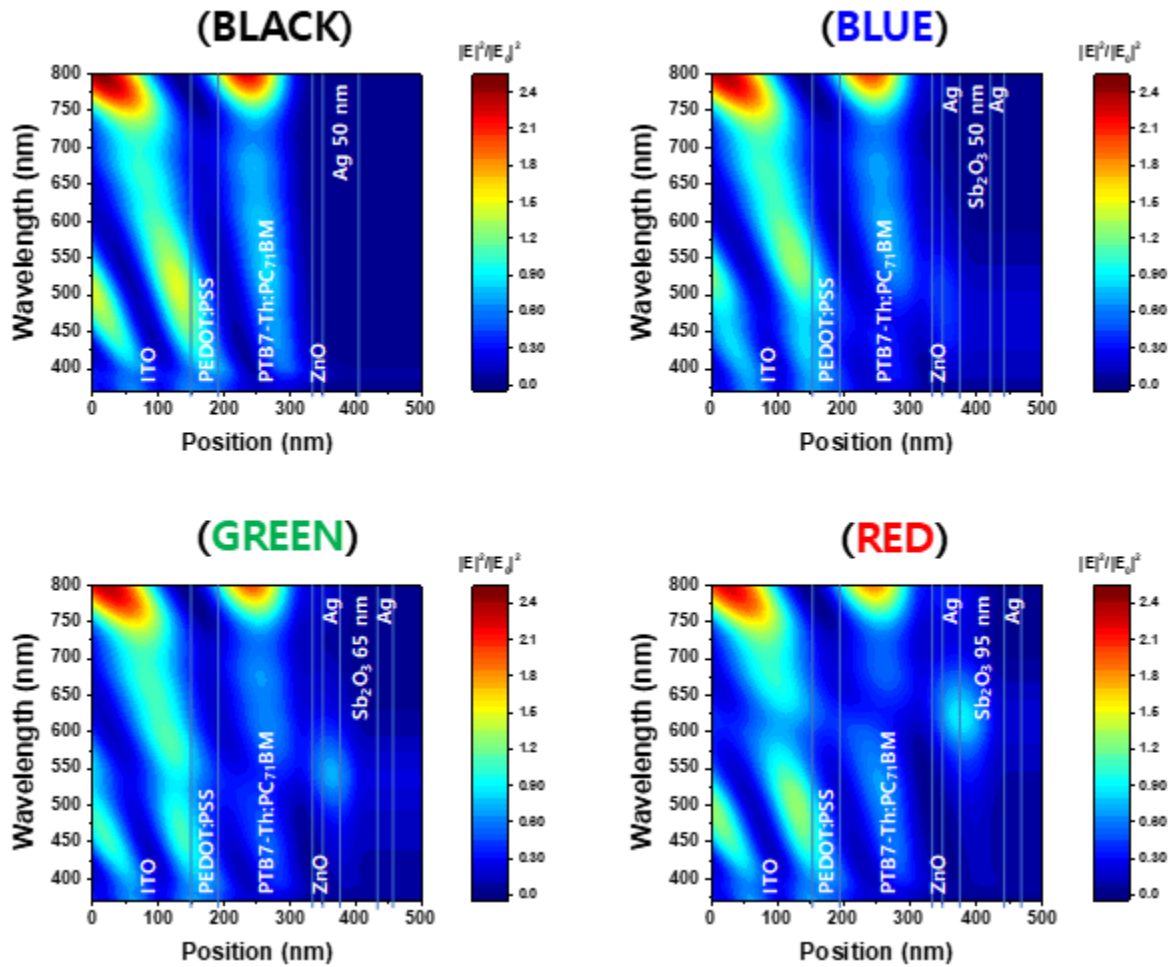 (BLACK)
|E|²/|E₀|²
Wavelength (nm)
800
750
700
650
600
550
500
450
400
0
100
200
300
400
500
Position (nm)
ITO
PEDOT:PSS
PTB7-Th:PC₇₁BM
ZnO
Ag 50 nm
2.4
2.1
1.8
1.5
1.2
0.90
0.60
0.30
0.0
(BLUE)
|E|²/|E₀|²
Wavelength (nm)
800
750
700
650
600
550
500
450
400
0
100
200
300
400
500
Position (nm)
ITO
PEDOT:PSS
PTB7-Th:PC₇₁BM
ZnO
Ag
Sb₂O₃ 50 nm
Ag
2.4
2.1
1.8
1.5
1.2
0.90
0.60
0.30
0.0
(GREEN)
|E|²/|E₀|²
Wavelength (nm)
800
750
700
650
600
550
500
450
400
0
100
200
300
400
500
Position (nm)
ITO
PEDOT:PSS
PTB7-Th:PC₇₁BM
ZnO
Ag
Sb₂O₃ 65 nm
Ag
2.4
2.1
1.8
1.5
1.2
0.90
0.60
0.30
0.0
(RED)
|E|²/|E₀|²
Wavelength (nm)
800
750
700
650
600
550
500
450
400
0
100
200
300
400
500
Position (nm)
ITO
PEDOT:PSS
PTB7-Th:PC₇₁BM
ZnO
Ag
Sb₂O₃ 95 nm
Ag
2.4
2.1
1.8
1.5
1.2
0.90
0.60
0.30
0.0